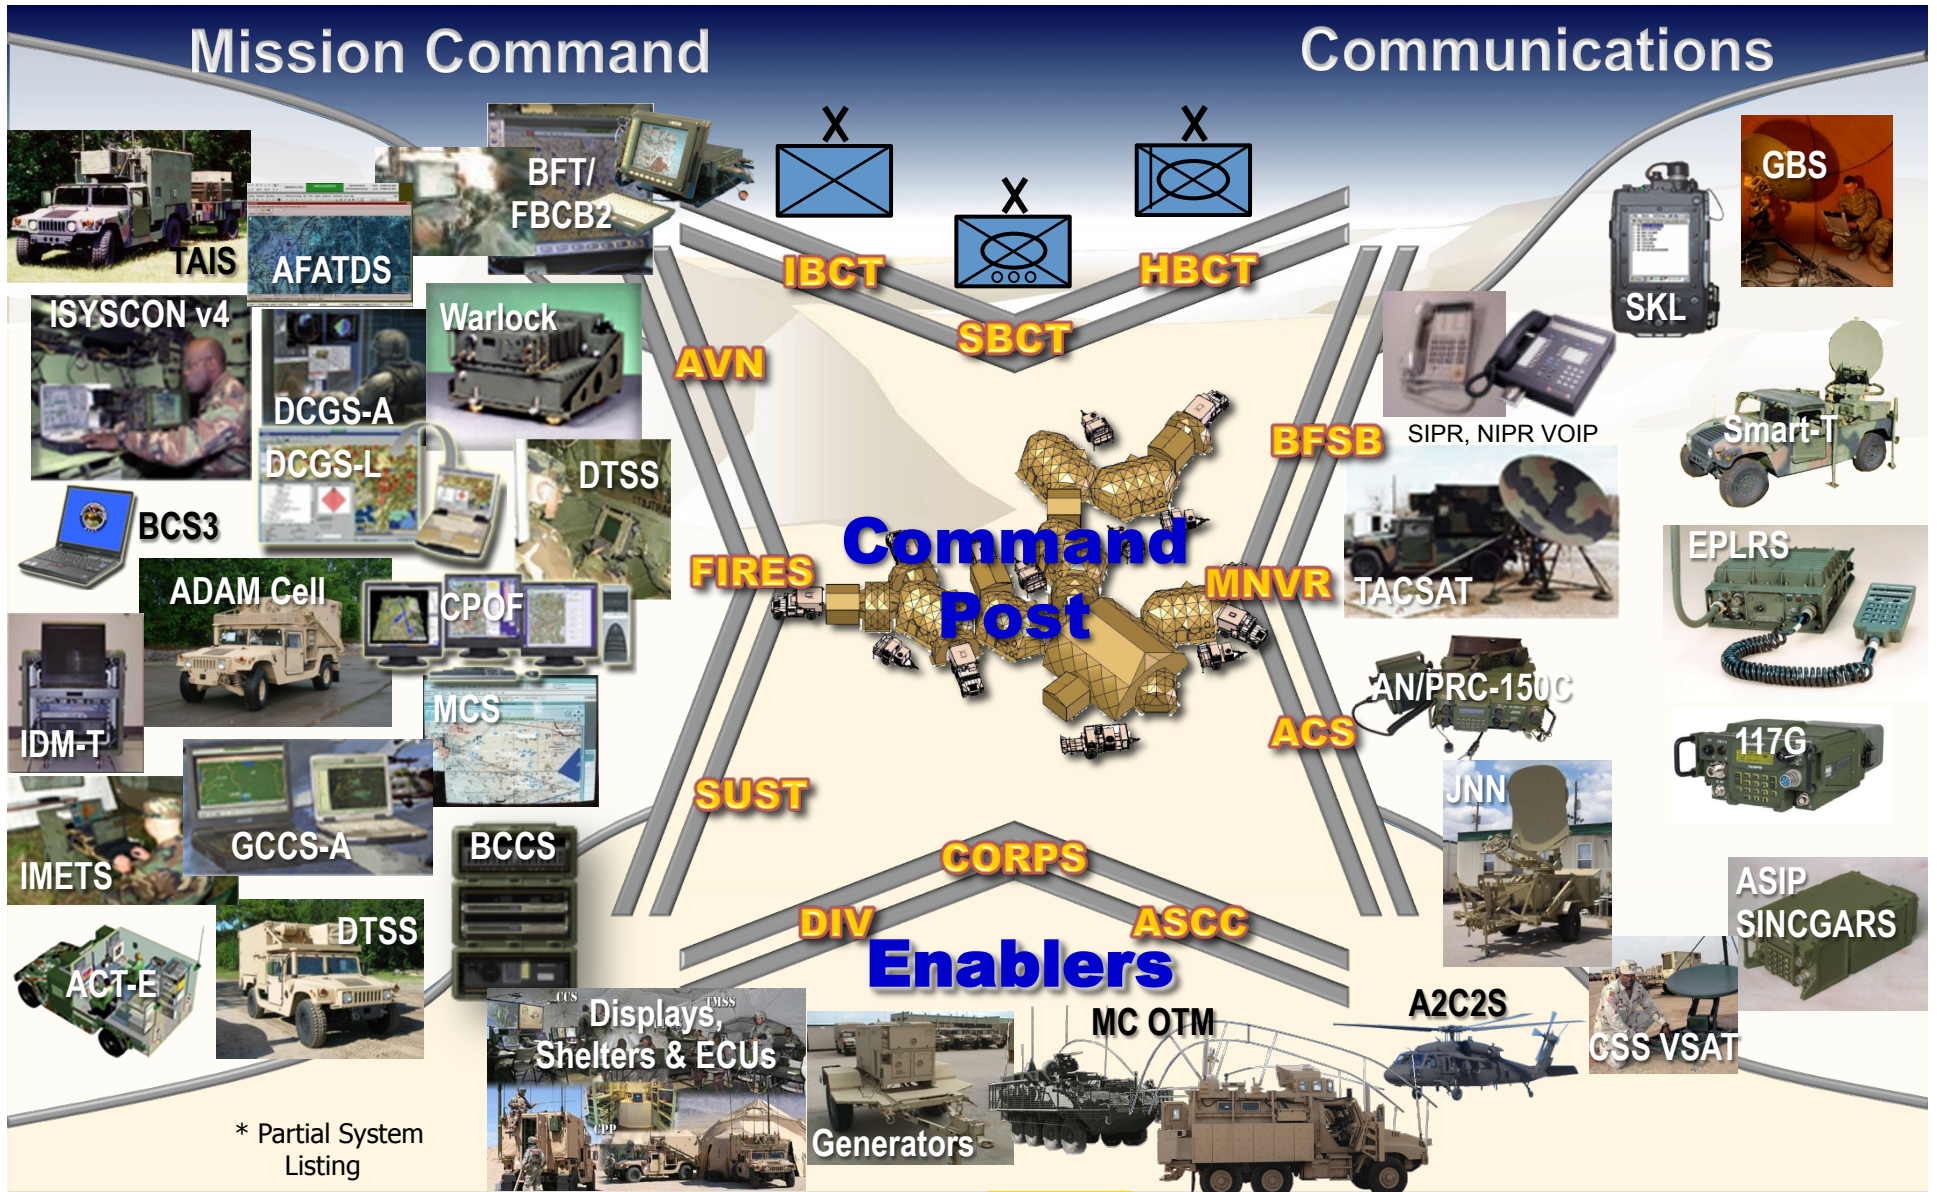 Mission Command
Communications
TAIS
AFATDS
BFT/
FBCB2
ISYSCON v4
DCGS-A
Warlock
DCGS-L
DTSS
BCS3
ADAM Cell
CPOF
IDM-T
MCS
GCCS-A
IMETS
BCCS
ACT-E
DTSS
X
X
X
IBCT
HBCT
SBCT
AVN
BFSB
FIRES
MNVR
ACS
SUST
CORPS
DIV
ASCC
Command
Post
Enablers
GBS
SKL
SIPR, NIPR VOIP
Smart-T
TACSAT
EPLRS
AN/PRC-150C
117G
JNN
ASIP
SINCGARS
CSS VSAT
A2C2S
MC OTM
CCS
TMSS
Displays,
Shelters & ECUs
CPP
Generators
* Partial System
Listing